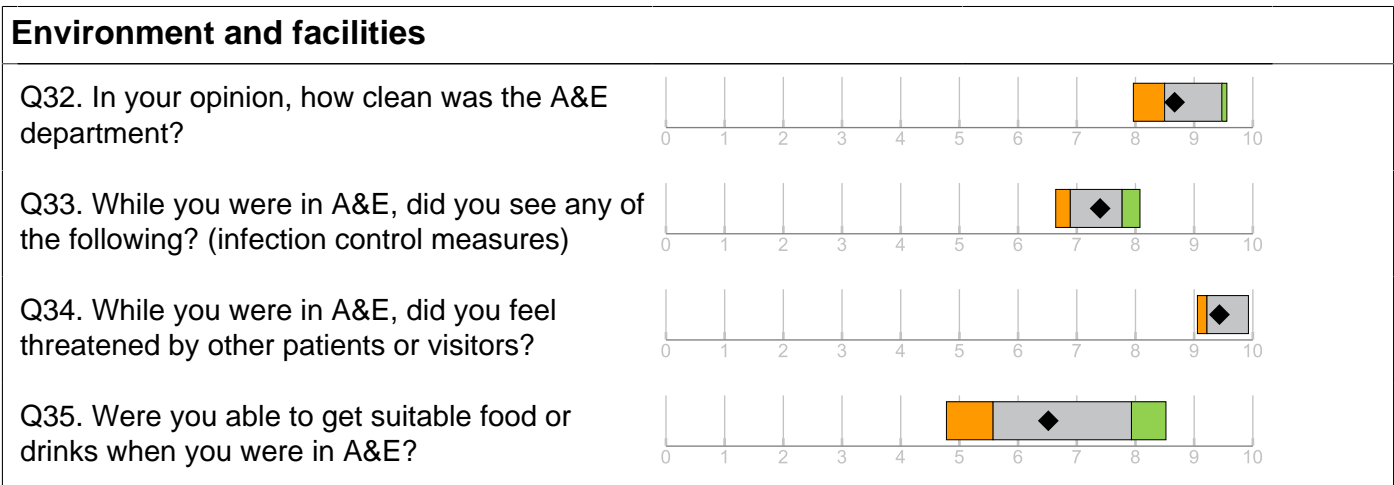 Environment and facilities
Q32. In your opinion, how clean was the A&E
department?
0 1 2 3 4 5 6 7 8 9 10
Q33. While you were in A&E, did you see any of
the following? (infection control measures)
0 1 2 3 4 5 6 7 8 9 10
Q34. While you were in A&E, did you feel
threatened by other patients or visitors?
0 1 2 3 4 5 6 7 8 9 10
Q35. Were you able to get suitable food or
drinks when you were in A&E?
0 1 2 3 4 5 6 7 8 9 10